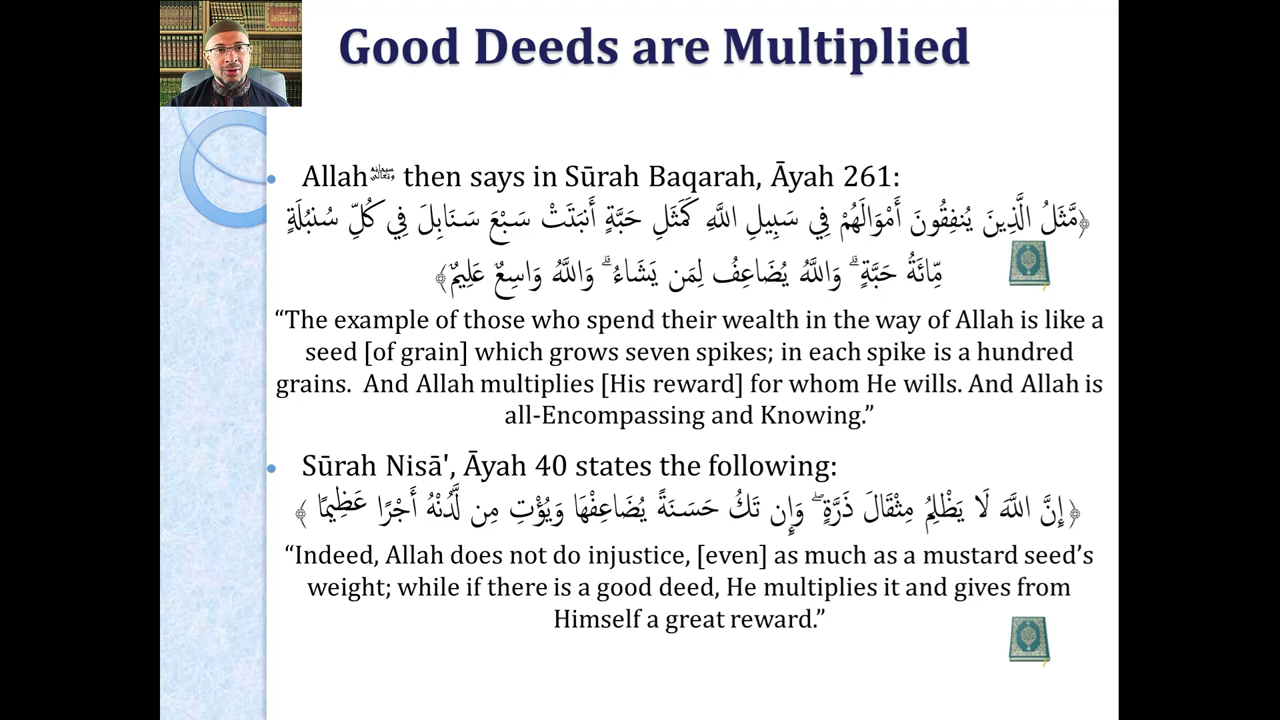 Good Deeds are Multiplied
Allahﷻ then says in Sūrah Baqarah, Āyah 261:
﴿مَّثَلُ الَّذِينَ يُنفِقُونَ أَمْوَالَهُمْ فِي سَبِيلِ اللَّهِ كَمَثَلِ حَبَّةٍ أَنبَتَتْ سَبْعَ سَنَابِلَ فِي كُلِّ سُنبُلَةٍ
مِّائَةُ حَبَّةٍ ۗ وَاللَّهُ يُضَاعِفُ لِمَن يَشَاءُ ۗ وَاللَّهُ وَاسِعٌ عَلِيمٌ﴾
“The example of those who spend their wealth in the way of Allah is like a
seed [of grain] which grows seven spikes; in each spike is a hundred
grains.  And Allah multiplies [His reward] for whom He wills. And Allah is
all-Encompassing and Knowing.”
Sūrah Nisā', Āyah 40 states the following:
﴿إِنَّ اللَّهَ لَا يَظْلِمُ مِثْقَالَ ذَرَّةٍ ۖ وَإِن تَكُ حَسَنَةً يُضَاعِفْهَا وَيُؤْتِ مِن لَّدُنْهُ أَجْرًا عَظِيمًا ﴾
“Indeed, Allah does not do injustice, [even] as much as a mustard seed’s
weight; while if there is a good deed, He multiplies it and gives from
Himself a great reward.”